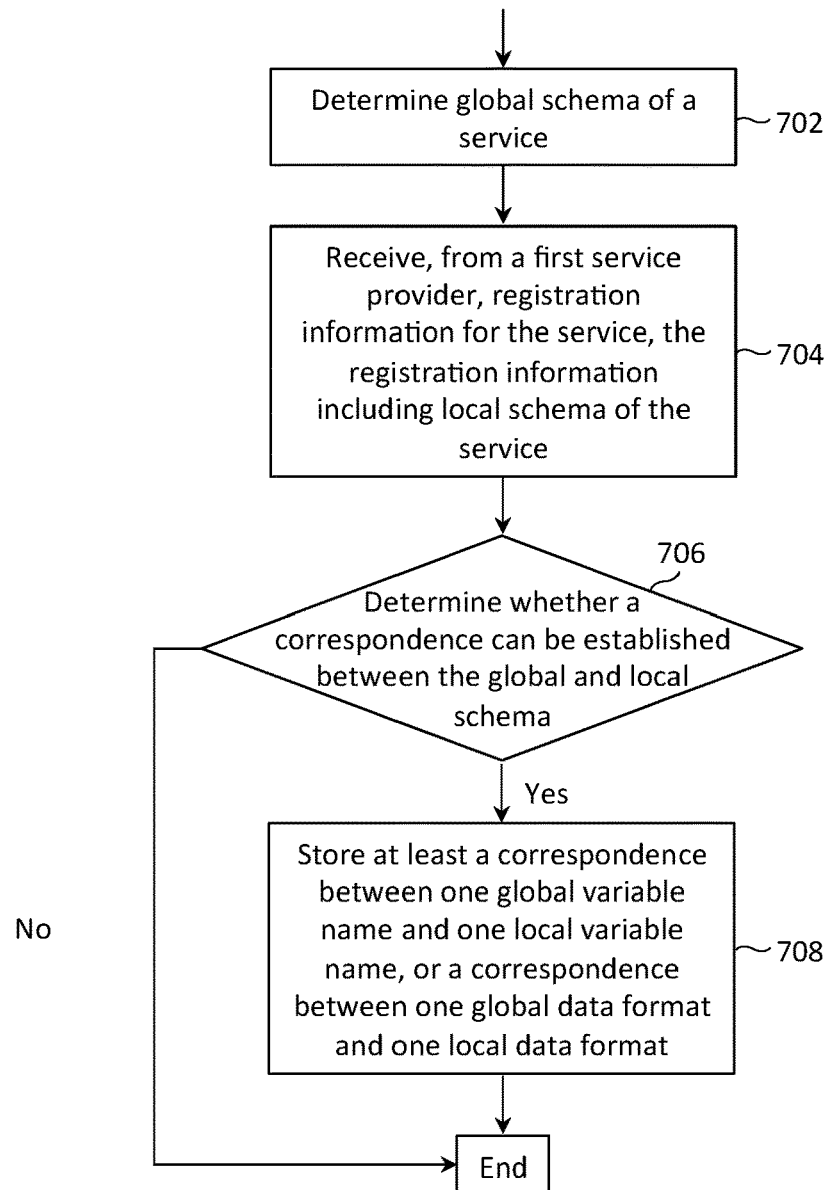 Determine global schema of a
service
702
Receive, from a first service
provider, registration
information for the service, the
registration information
including local schema of the
service
704
706
Determine whether a
correspondence can be established
between the global and local
schema
Yes
Store at least a correspondence
between one global variable
name and one local variable
name, or a correspondence
between one global data format
and one local data format
No
708
End